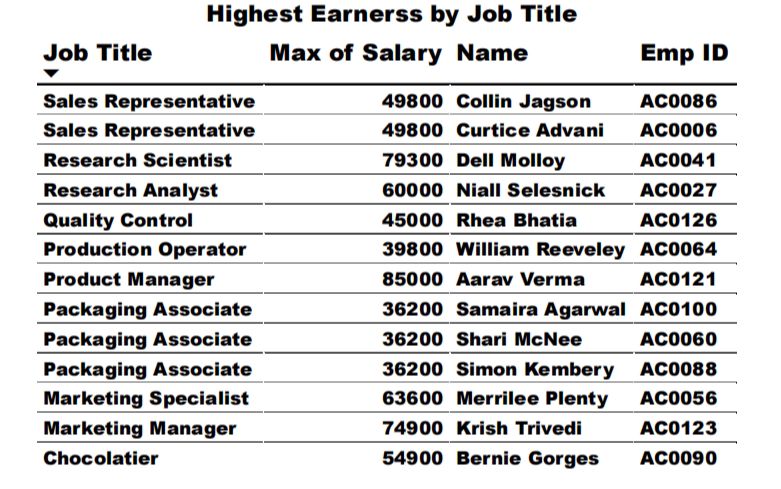 Highest Earnerss by Job Title
Job Title Max of Salary Name Emp ID
Sales Representative 49800 Collin Jagson AC0086
Sales Representative 49800 Curtice Advani AC0006
Research Scientist 79300 Dell Molloy AC0041
Research Analyst 60000 Niall Selesnick AC0027
Quality Control 45000 Rhea Bhatia AC0126
Production Operator 39800 William Reeveley AC0064
Product Manager 85000 Aarav Verma AC0121
Packaging Associate 36200 Samaira Agarwal AC0100
Packaging Associate 36200 Shari McNee AC0060
Packaging Associate 36200 Simon Kembery AC0088
Marketing Specialist 63600 Merrilee Plenty AC0056
Marketing Manager 74900 Krish Trivedi AC0123
Chocolatier 54900 Bernie Gorges AC0090